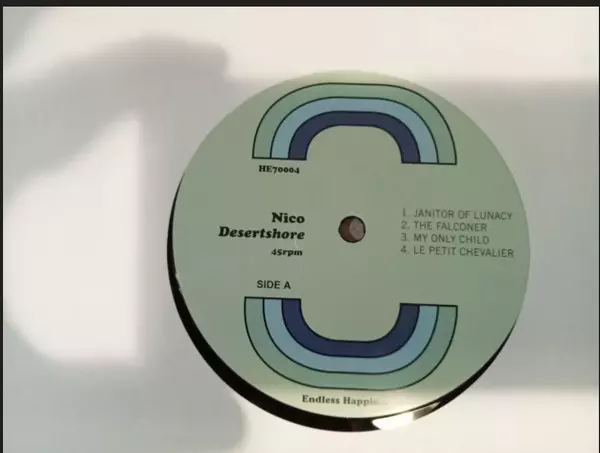 HE70004
Nico
Desertshore
45rpm
1. JANITOR OF LUNACY
2. THE FALCONER
3. MY ONLY CHILD
4. LE PETIT CHEVALIER
SIDE A
Endless